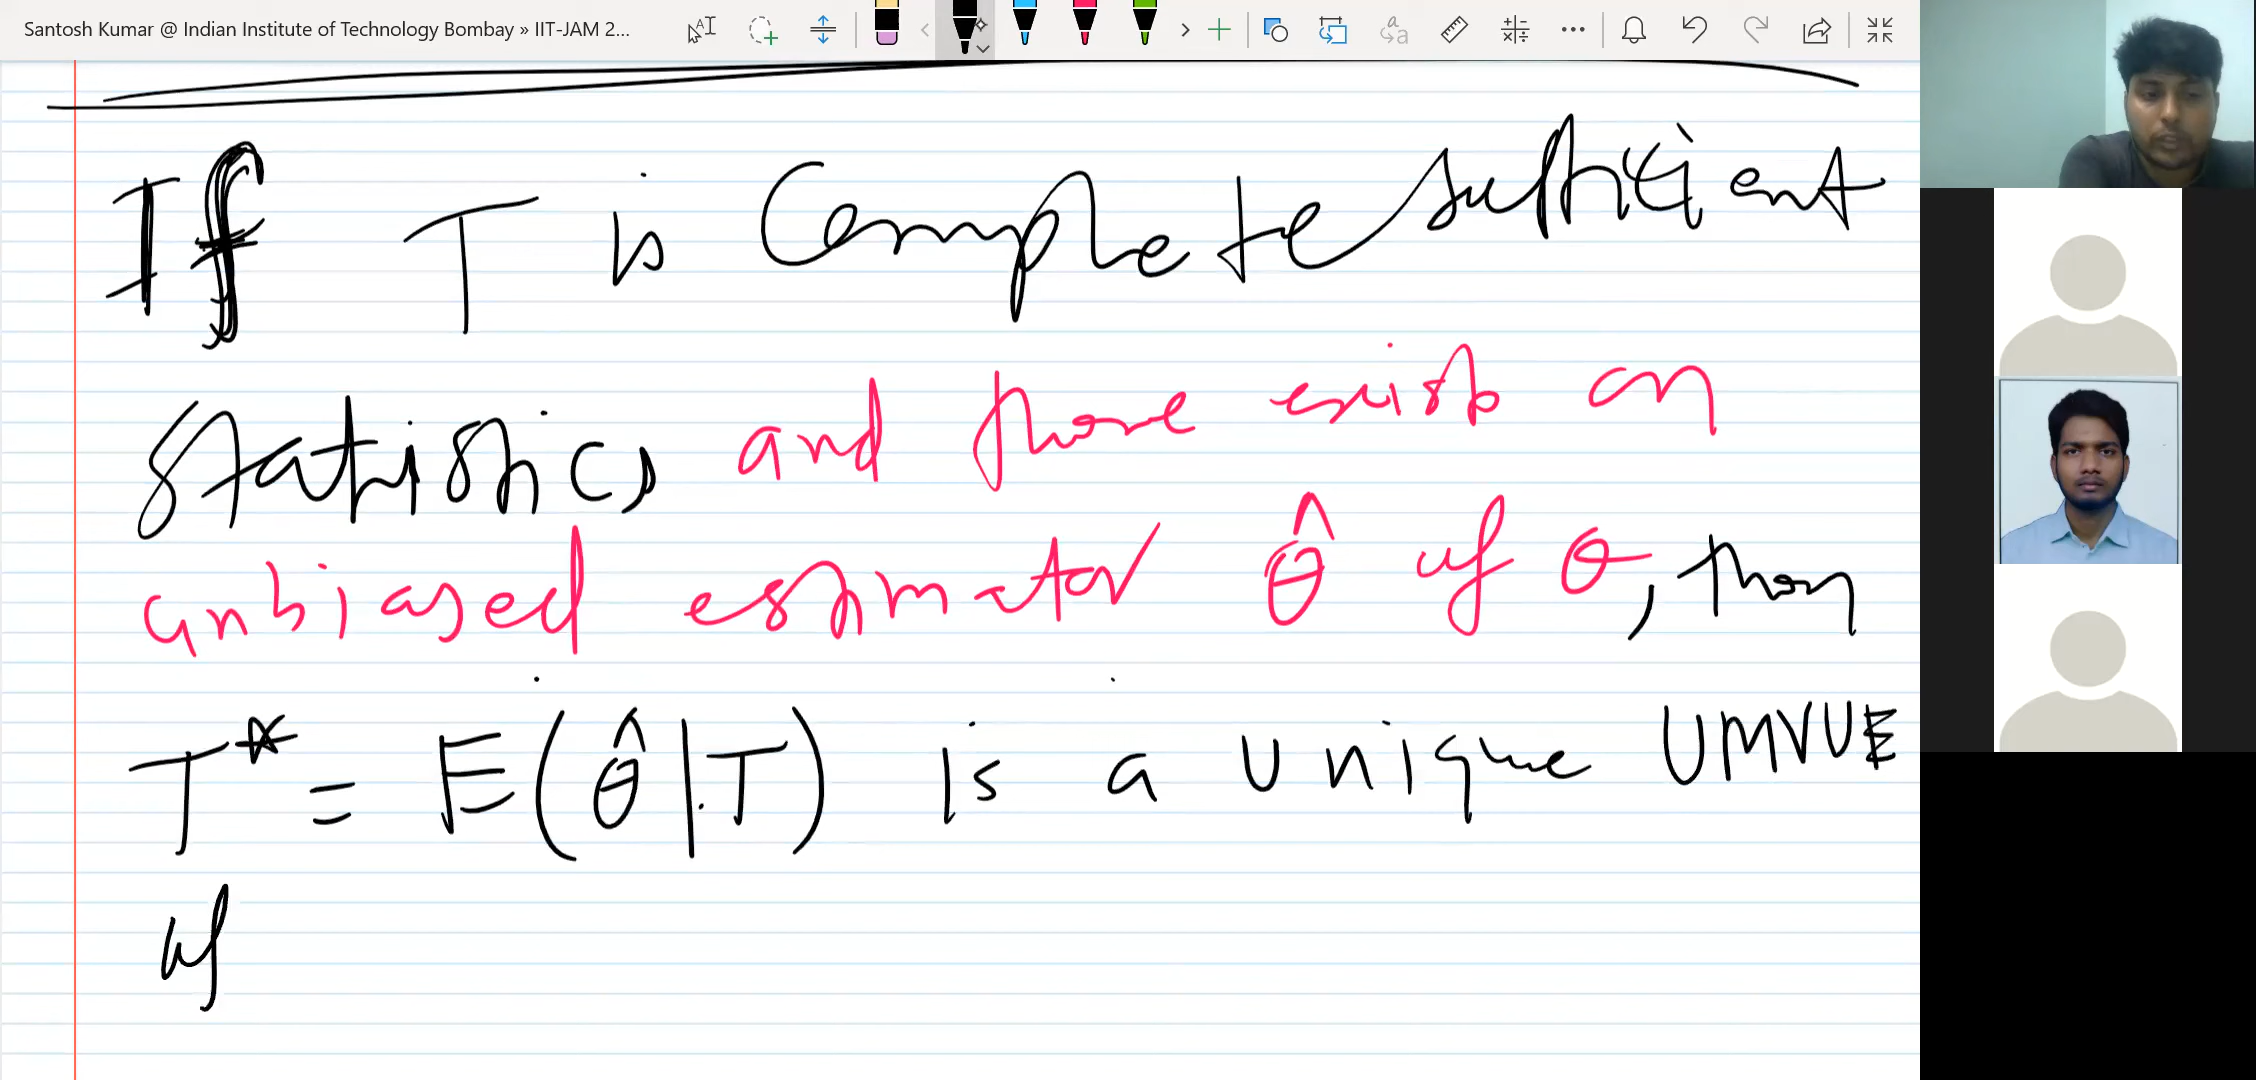 Santosh Kumar @ Indian Institute of Technology Bombay » IIT-JAM 2...
If T is Complete sufficient
statistics and there exists an
unbiased estimator θ̂ of θ, then
T* = E(θ̂ | T) is a unique UMVUE
of